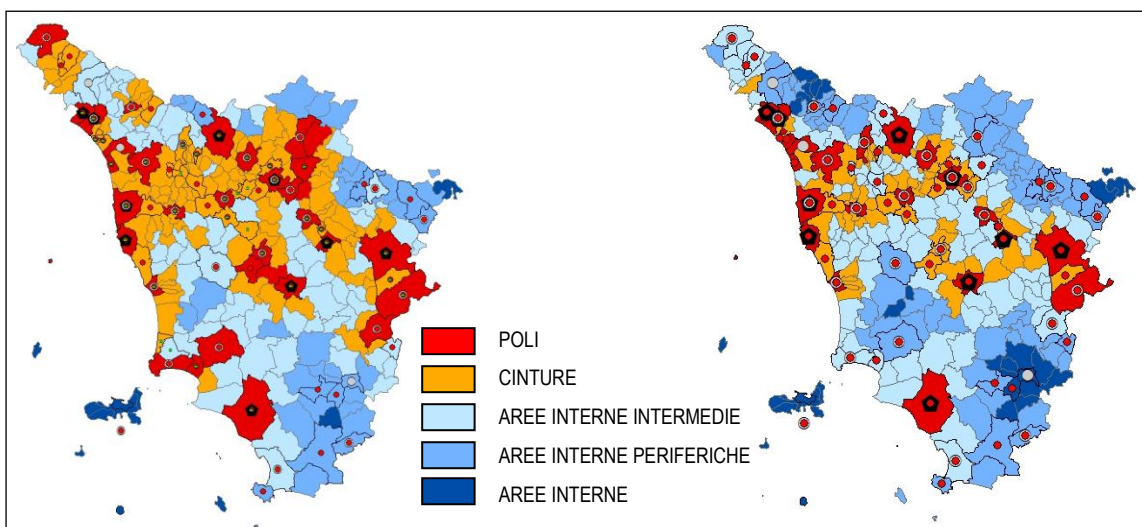 POLI
CINTURE
AREE INTERNE INTERMEDIE
AREE INTERNE PERIFERICHE
AREE INTERNE